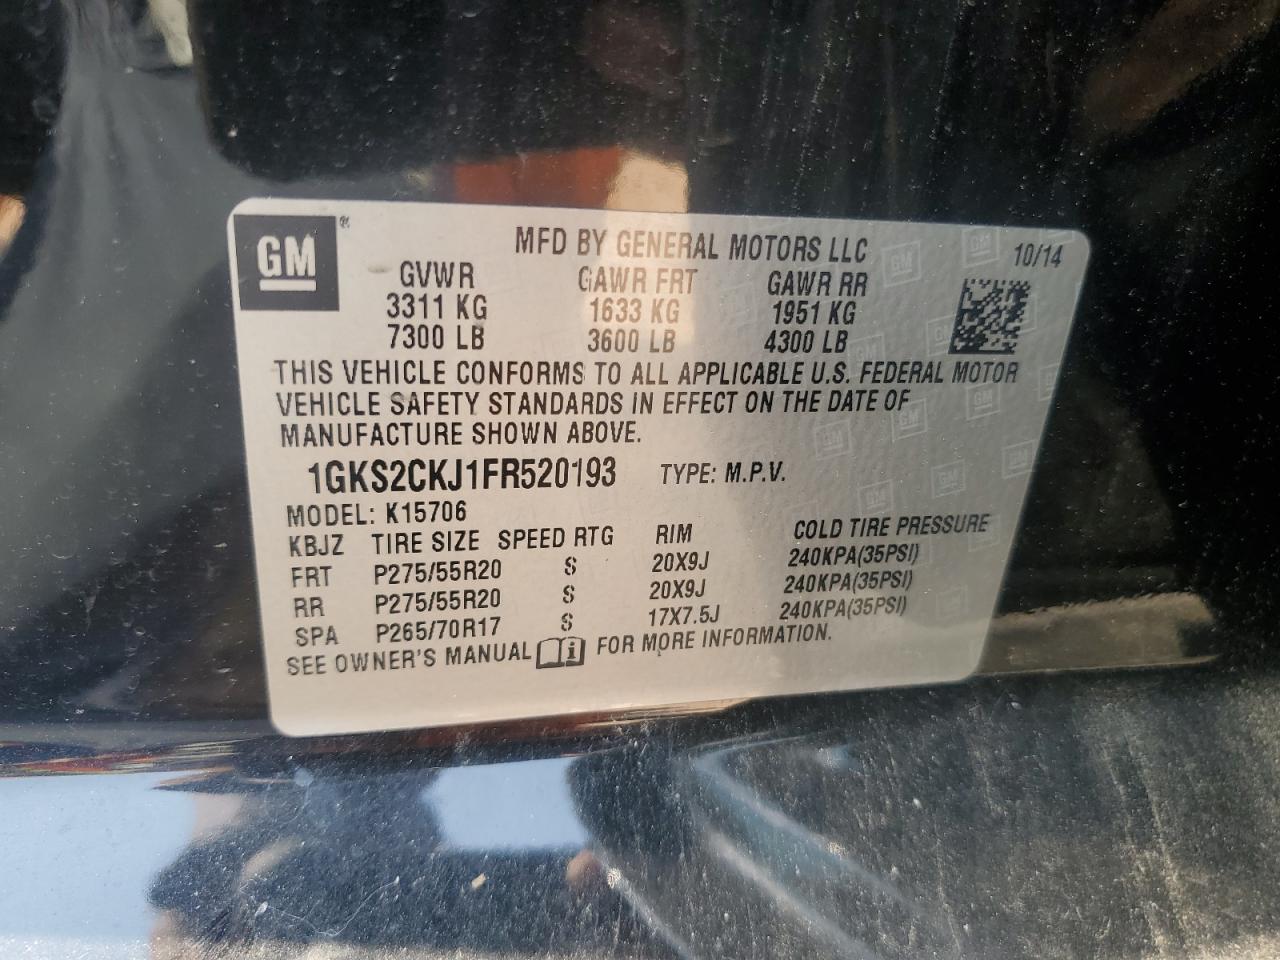 GM ®
MFD BY GENERAL MOTORS LLC 10/14
GVWR GAWR FRT GAWR RR
3311 KG 1633 KG 1951 KG
7300 LB 3600 LB 4300 LB
THIS VEHICLE CONFORMS TO ALL APPLICABLE U.S. FEDERAL MOTOR
VEHICLE SAFETY STANDARDS IN EFFECT ON THE DATE OF
MANUFACTURE SHOWN ABOVE.
1GKS2CKJ1FR520193 TYPE: M.P.V.
MODEL: K15706
KBJZ TIRE SIZE SPEED RTG RIM COLD TIRE PRESSURE
FRT P275/55R20 S 20X9J 240KPA(35PSI)
RR P275/55R20 S 20X9J 240KPA(35PSI)
SPA P265/70R17 S 17X7.5J 240KPA(35PSI)
SEE OWNER'S MANUAL i FOR MORE INFORMATION.